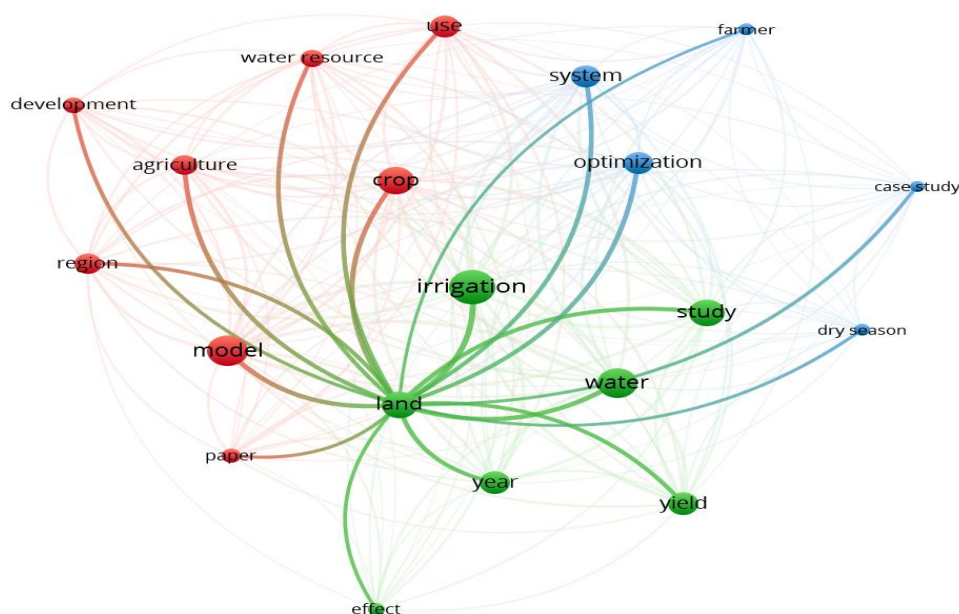 use
farmer
water resource
system
development
agriculture
optimization
crop
case study
region
irrigation
study
dry season
model
water
land
paper
year
yield
effect